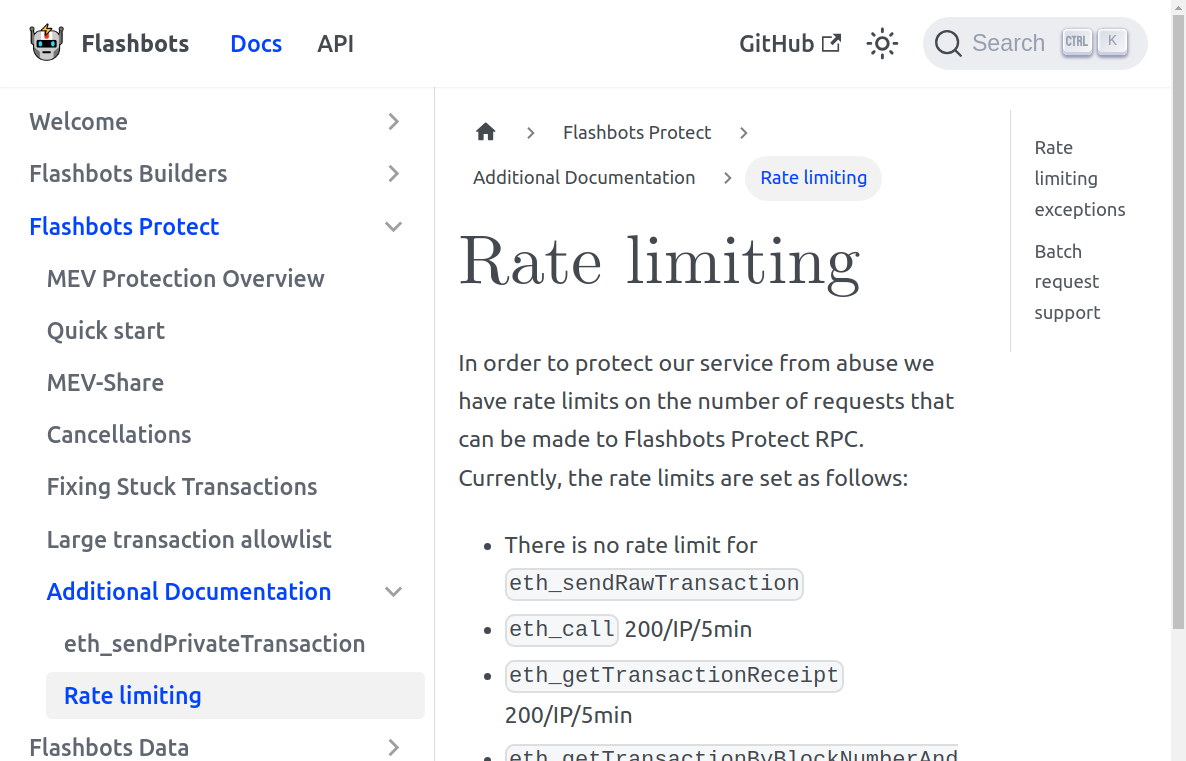 Flashbots Docs API GitHub Search CTRL K
Welcome
Flashbots Builders
Flashbots Protect
MEV Protection Overview
Quick start
MEV-Share
Cancellations
Fixing Stuck Transactions
Large transaction allowlist
Additional Documentation
eth_sendPrivateTransaction
Rate limiting
Flashbots Data
Flashbots Protect
Additional Documentation Rate limiting
Rate limiting
In order to protect our service from abuse we
have rate limits on the number of requests that
can be made to Flashbots Protect RPC.
Currently, the rate limits are set as follows:
• There is no rate limit for
eth_sendRawTransaction
• eth_call 200/IP/5min
• eth_getTransactionReceipt
200/IP/5min
• eth_getTransactionByBlockNumberAnd
Rate
limiting
exceptions
Batch
request
support